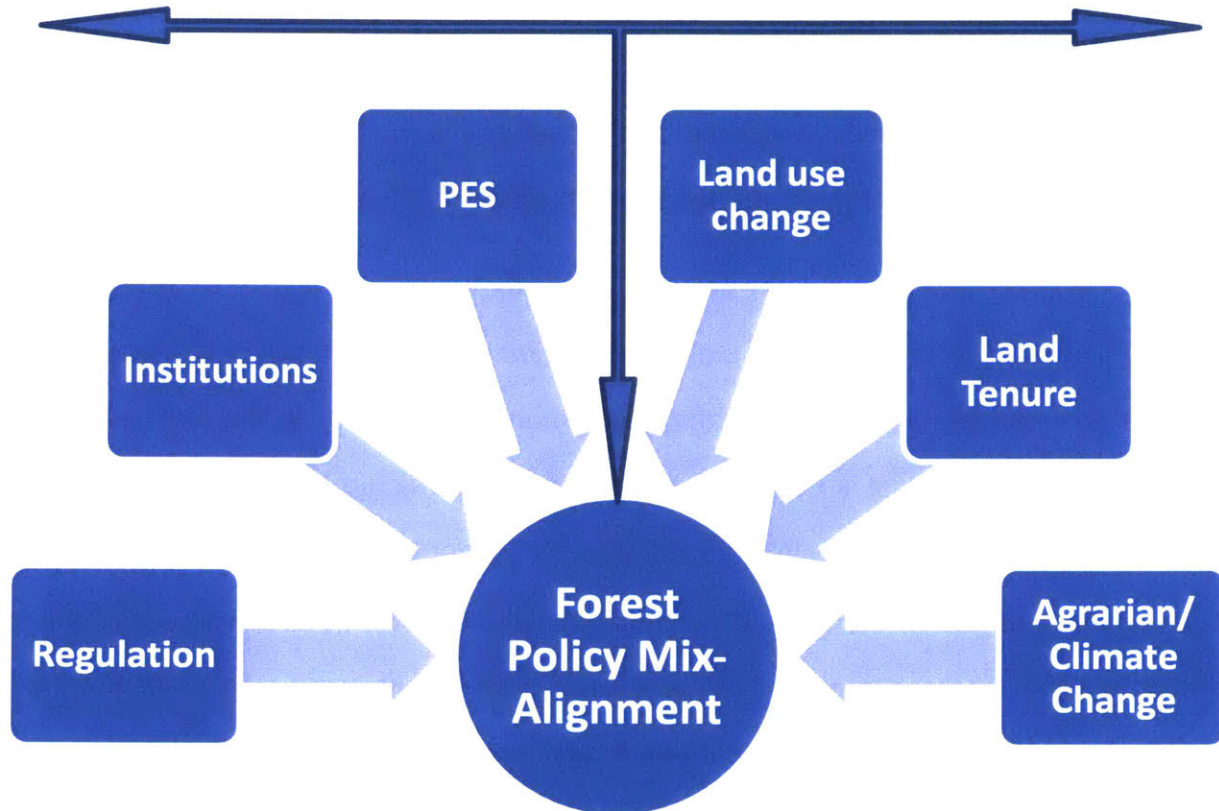 PES
Land use
change
Institutions
Land
Tenure
Regulation
Forest
Policy Mix-
Alignment
Agrarian/
Climate
Change